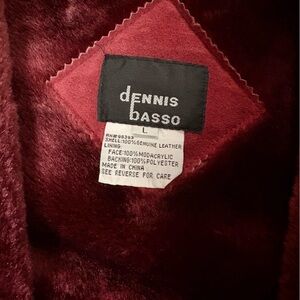 dENNIS
bASSO
L
SHELL:100%GENUINE LEATHER
LINING:
FACE:100%MODACRYLIC
BACKING:100%POLYESTER
MADE IN CHINA
SEE REVERSE FOR CARE